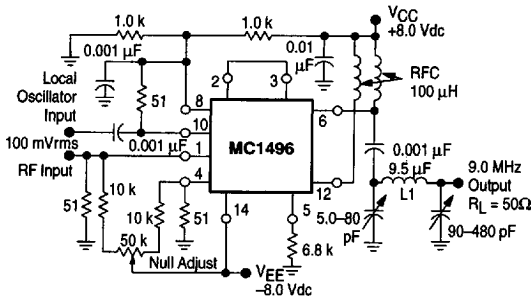 1.0 k
1.0 k
VCC
+8.0 Vdc
0.001 µF
0.01
µF
2
3
RFC
100 µH
Local
Oscillator
Input
51
8
6
10
100 mVrms
0.001 µF
RF Input
1
MC1496
0.001 µF
9.5 µF
L1
9.0 MHz
Output
RL = 50Ω
4
12
51
10 k
10 k
51
14
5
5.0–80
pF
90–480 pF
50 k
6.8 k
Null Adjust
VEE
–8.0 Vdc